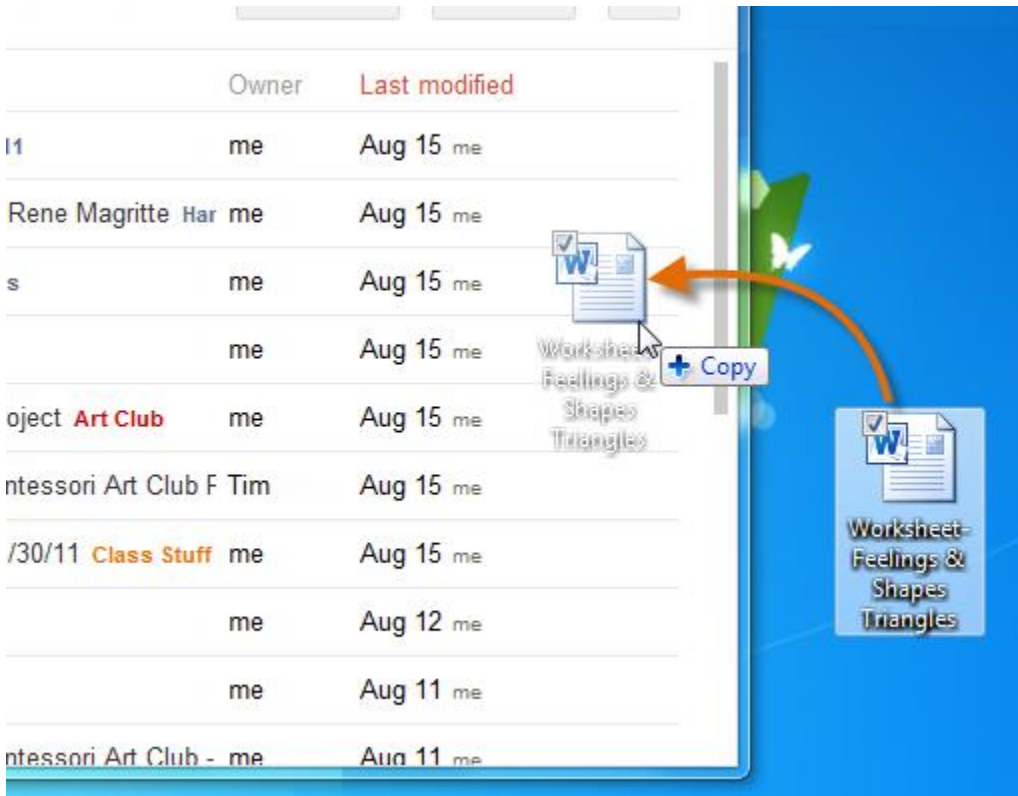 Owner Last modified
11 me Aug 15 me
Rene Magritte Har me Aug 15 me
s me Aug 15 me
me Aug 15 me
oject Art Club me Aug 15 me
ntessori Art Club F Tim Aug 15 me
/30/11 Class Stuff me Aug 15 me
me Aug 12 me
me Aug 11 me
ntessori Art Club - me Aug 11 me
W
Worksheet-
Feelings &
Shapes
Triangles
Copy
W
Worksheet-
Feelings &
Shapes
Triangles